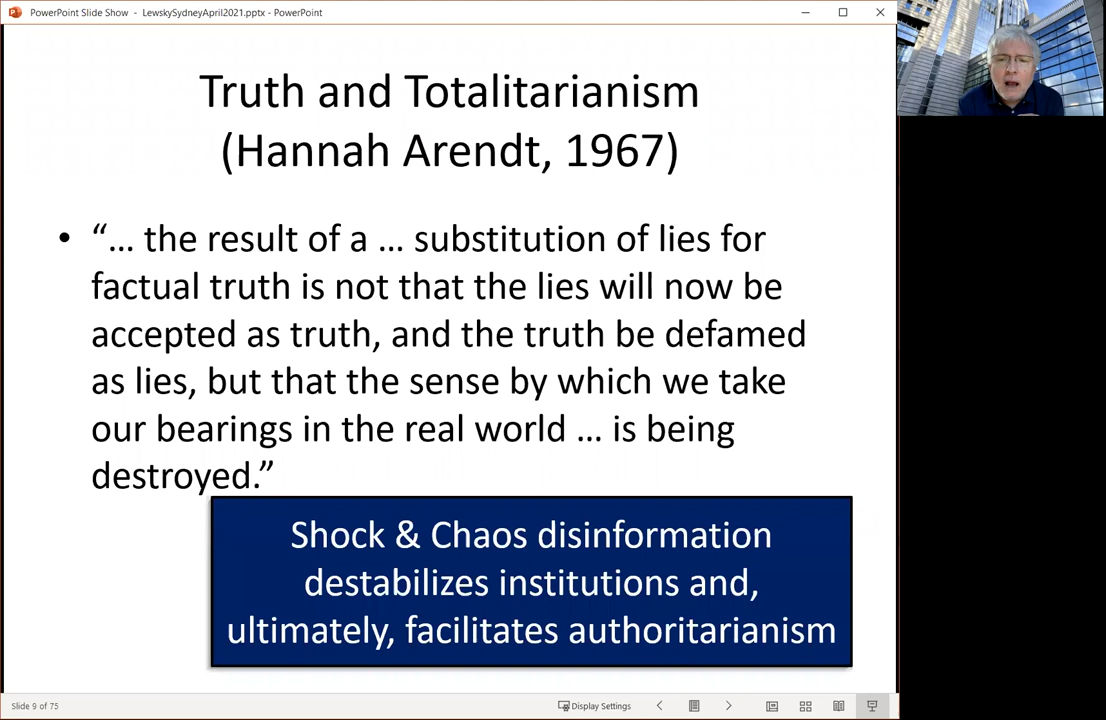 PowerPoint Slide Show - LewskySydneyApril2021.pptx - PowerPoint
Truth and Totalitarianism
(Hannah Arendt, 1967)
• “… the result of a … substitution of lies for
factual truth is not that the lies will now be
accepted as truth, and the truth be defamed
as lies, but that the sense by which we take
our bearings in the real world … is being
destroyed.”
Shock & Chaos disinformation
destabilizes institutions and,
ultimately, facilitates authoritarianism
Slide 9 of 75
Display Settings